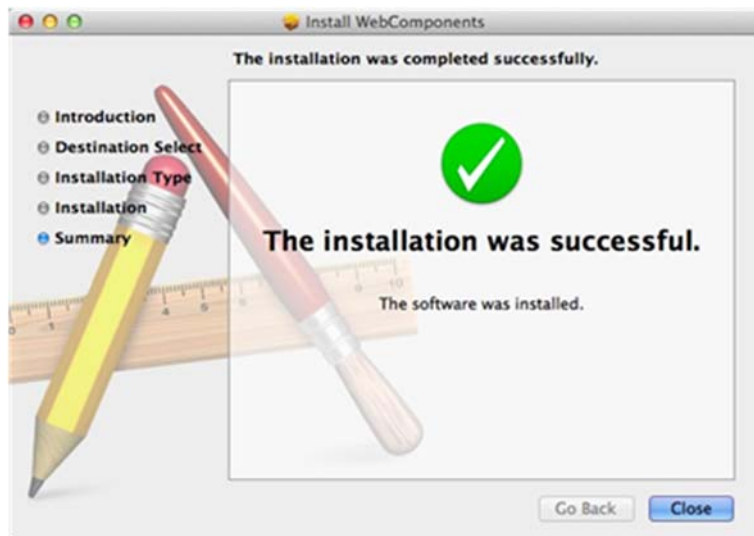 Install WebComponents
The installation was completed successfully.
Introduction
Destination Select
Installation Type
Installation
Summary
The installation was successful.
The software was installed.
Go Back
Close